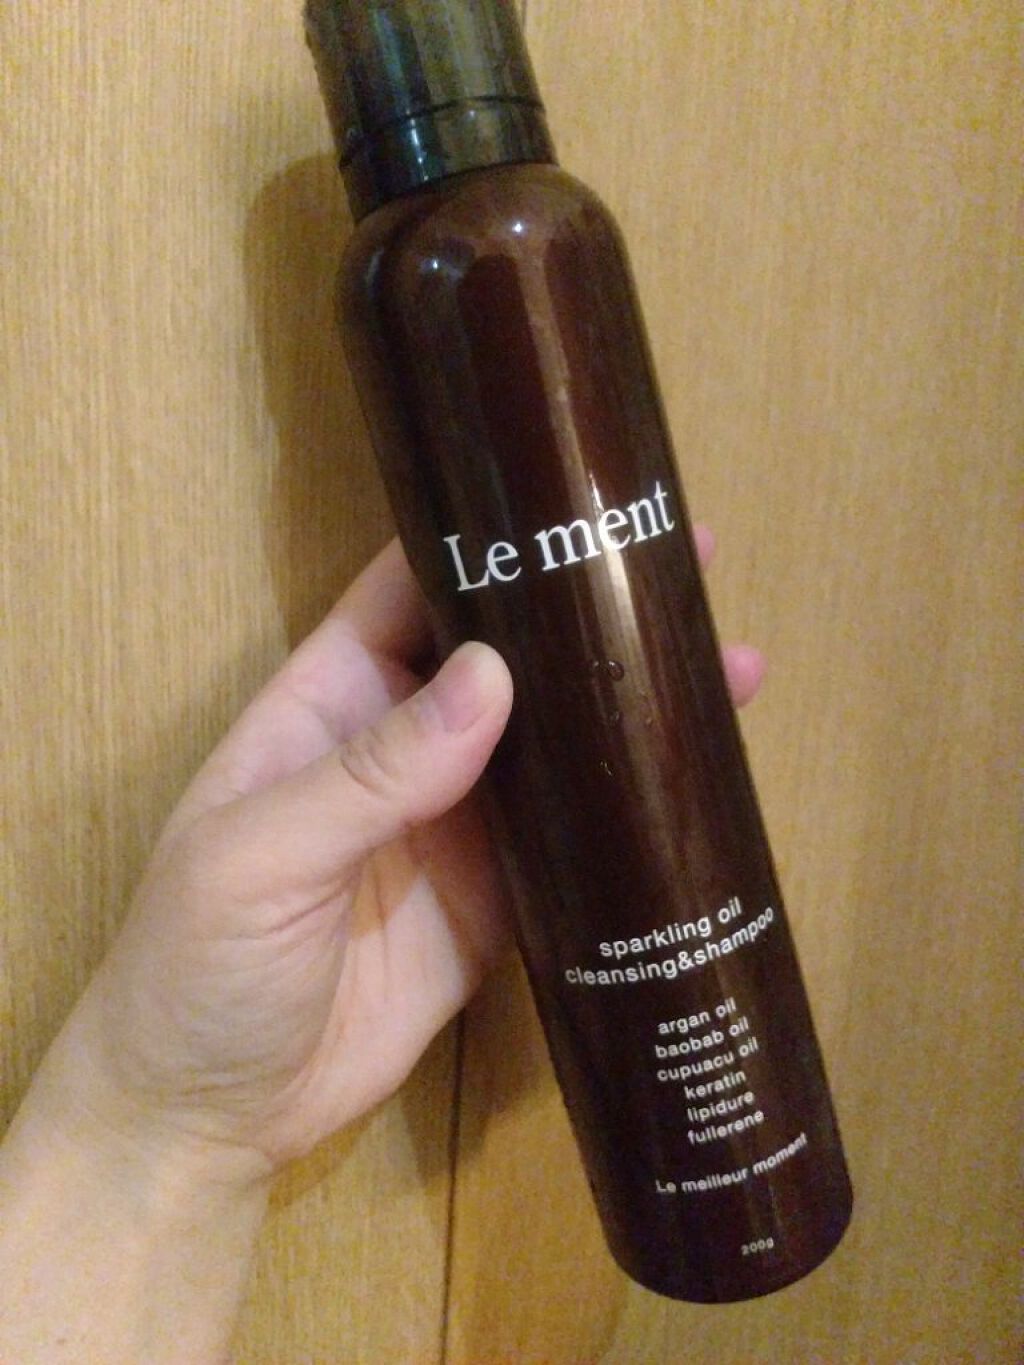 Le ment
sparkling oil
cleansing&shampoo
argan oil
baobab oil
cupuacu oil
keratin
lipidure
fullerene
Le meilleur moment
200g